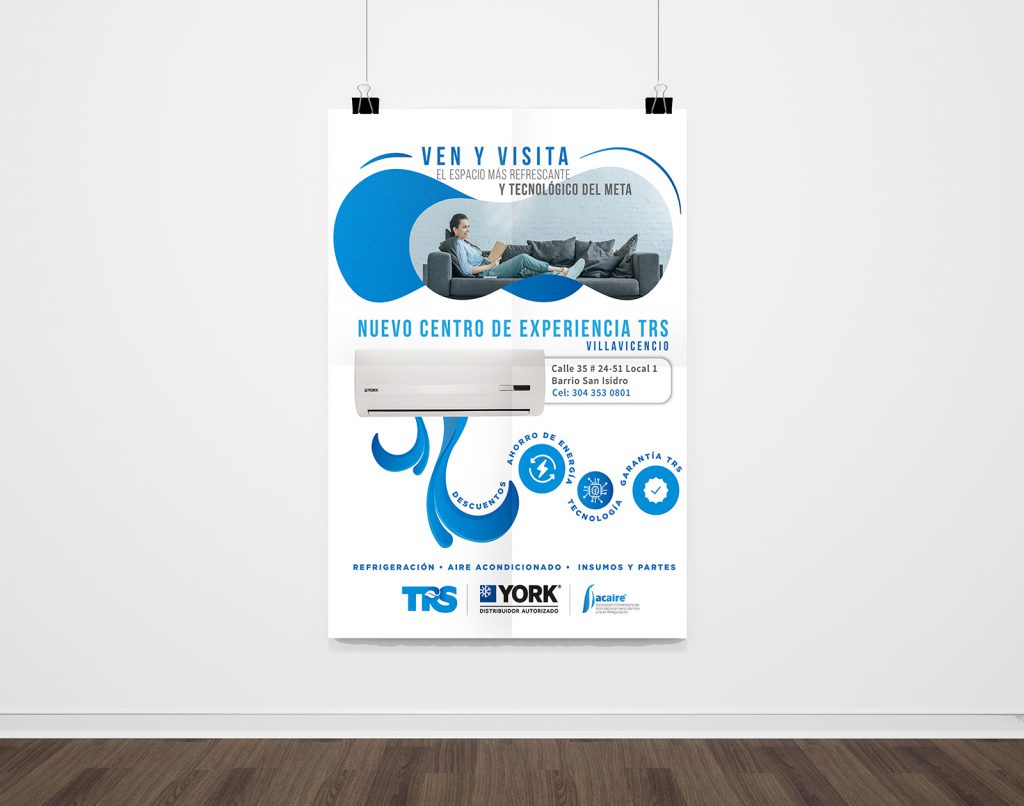 VEN Y VISITA
EL ESPACIO MÁS REFRESCANTE
Y TECNOLÓGICO DEL META
NUEVO CENTRO DE EXPERIENCIA TRS
VILLAVICENCIO
YORK
Calle 35 # 24-51 Local 1
Barrio San Isidro
Cel: 304 353 0801
DESCUENTOS
AHORRO DE ENERGÍA
TECNOLOGÍA
GARANTÍA TRS
REFRIGERACIÓN • AIRE ACONDICIONADO • INSUMOS Y PARTES
TRS
YORK®
DISTRIBUIDOR AUTORIZADO
acaire